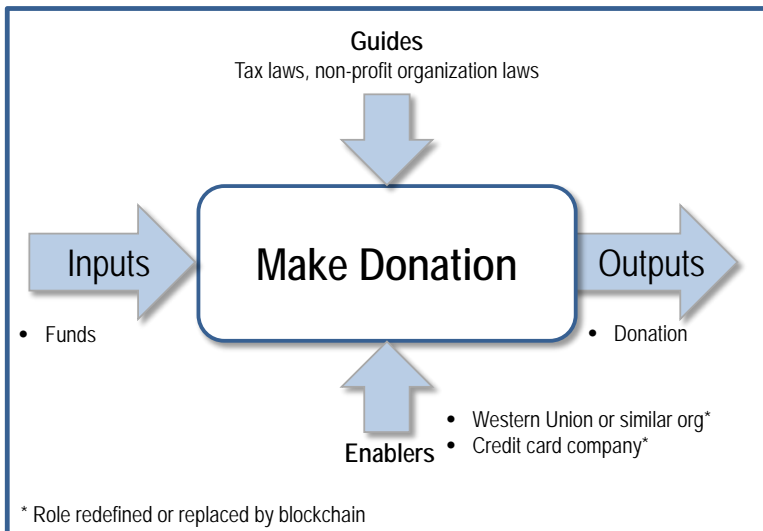 Guides
Tax laws, non-profit organization laws
Inputs
Make Donation
Outputs
• Funds
• Donation
• Western Union or similar org*
• Credit card company*
Enablers
* Role redefined or replaced by blockchain